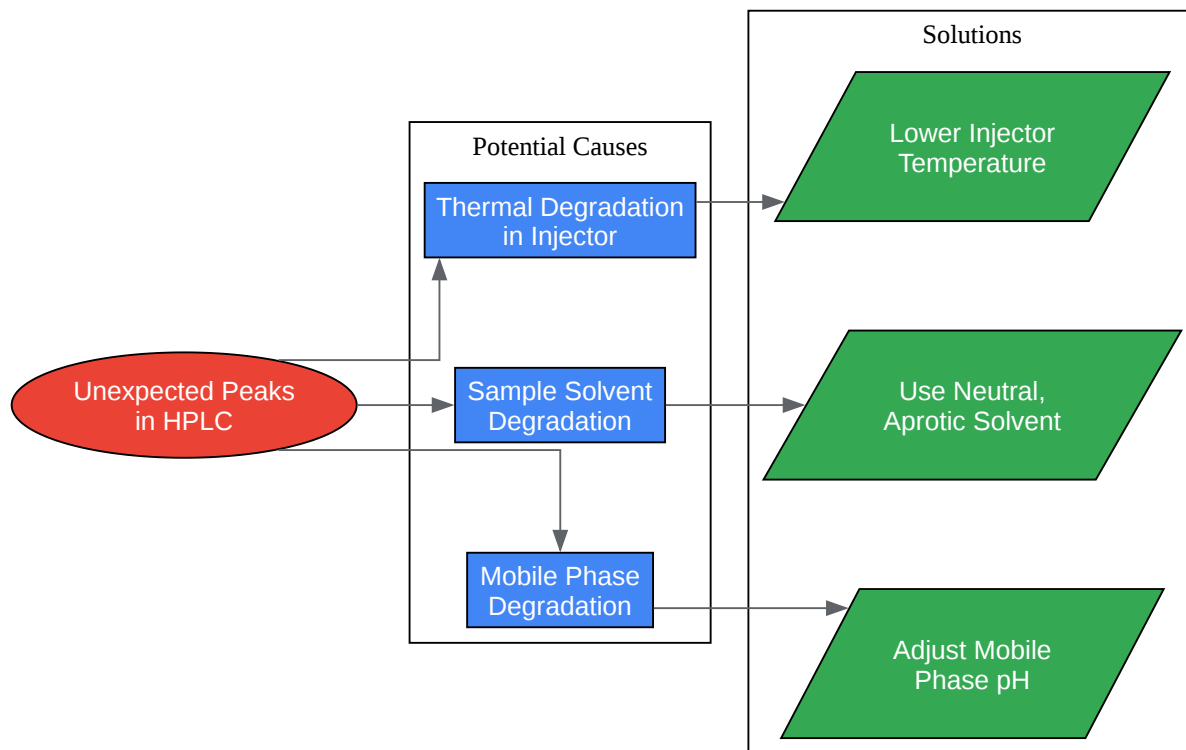 Solutions
Lower Injector
Temperature
Potential Causes
Thermal Degradation
in Injector
Unexpected Peaks
in HPLC
Sample Solvent
Degradation
Use Neutral,
Aprotic Solvent
Mobile Phase
Degradation
Adjust Mobile
Phase pH